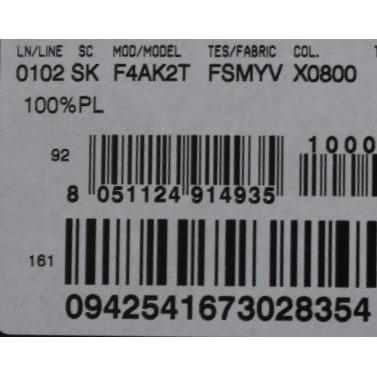 LN/LINE SC MOD/MODEL TES/FABRIC COL.
0102 SK F4AK2T FSMYV X0800
100%PL
1000
92
8 051124 914935
161
0942541673028354